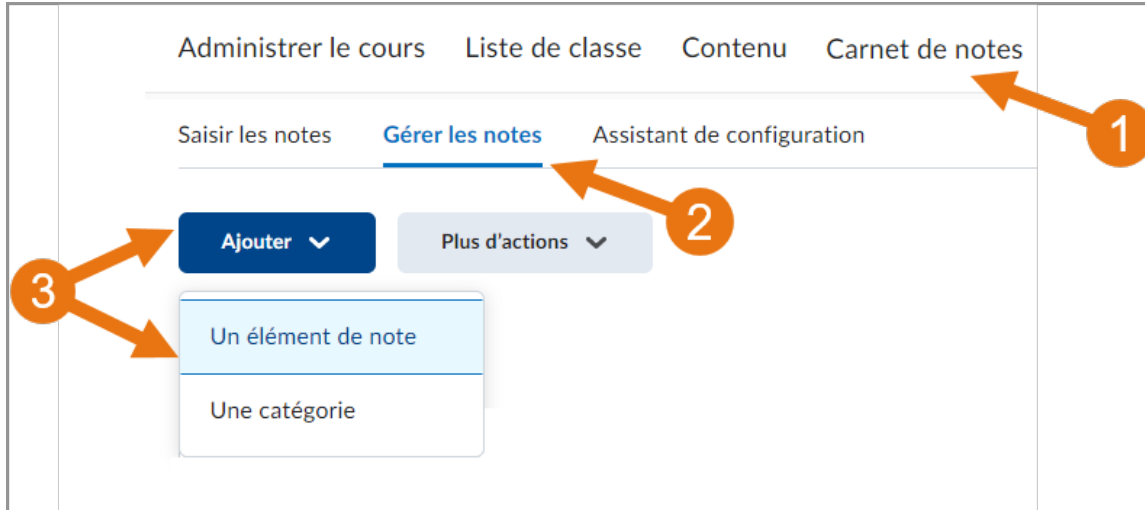 Administrer le cours Liste de classe Contenu Carnet de notes
1
Saisir les notes Gérer les notes Assistant de configuration
2
Ajouter Plus d'actions
3
Un élément de note
Une catégorie